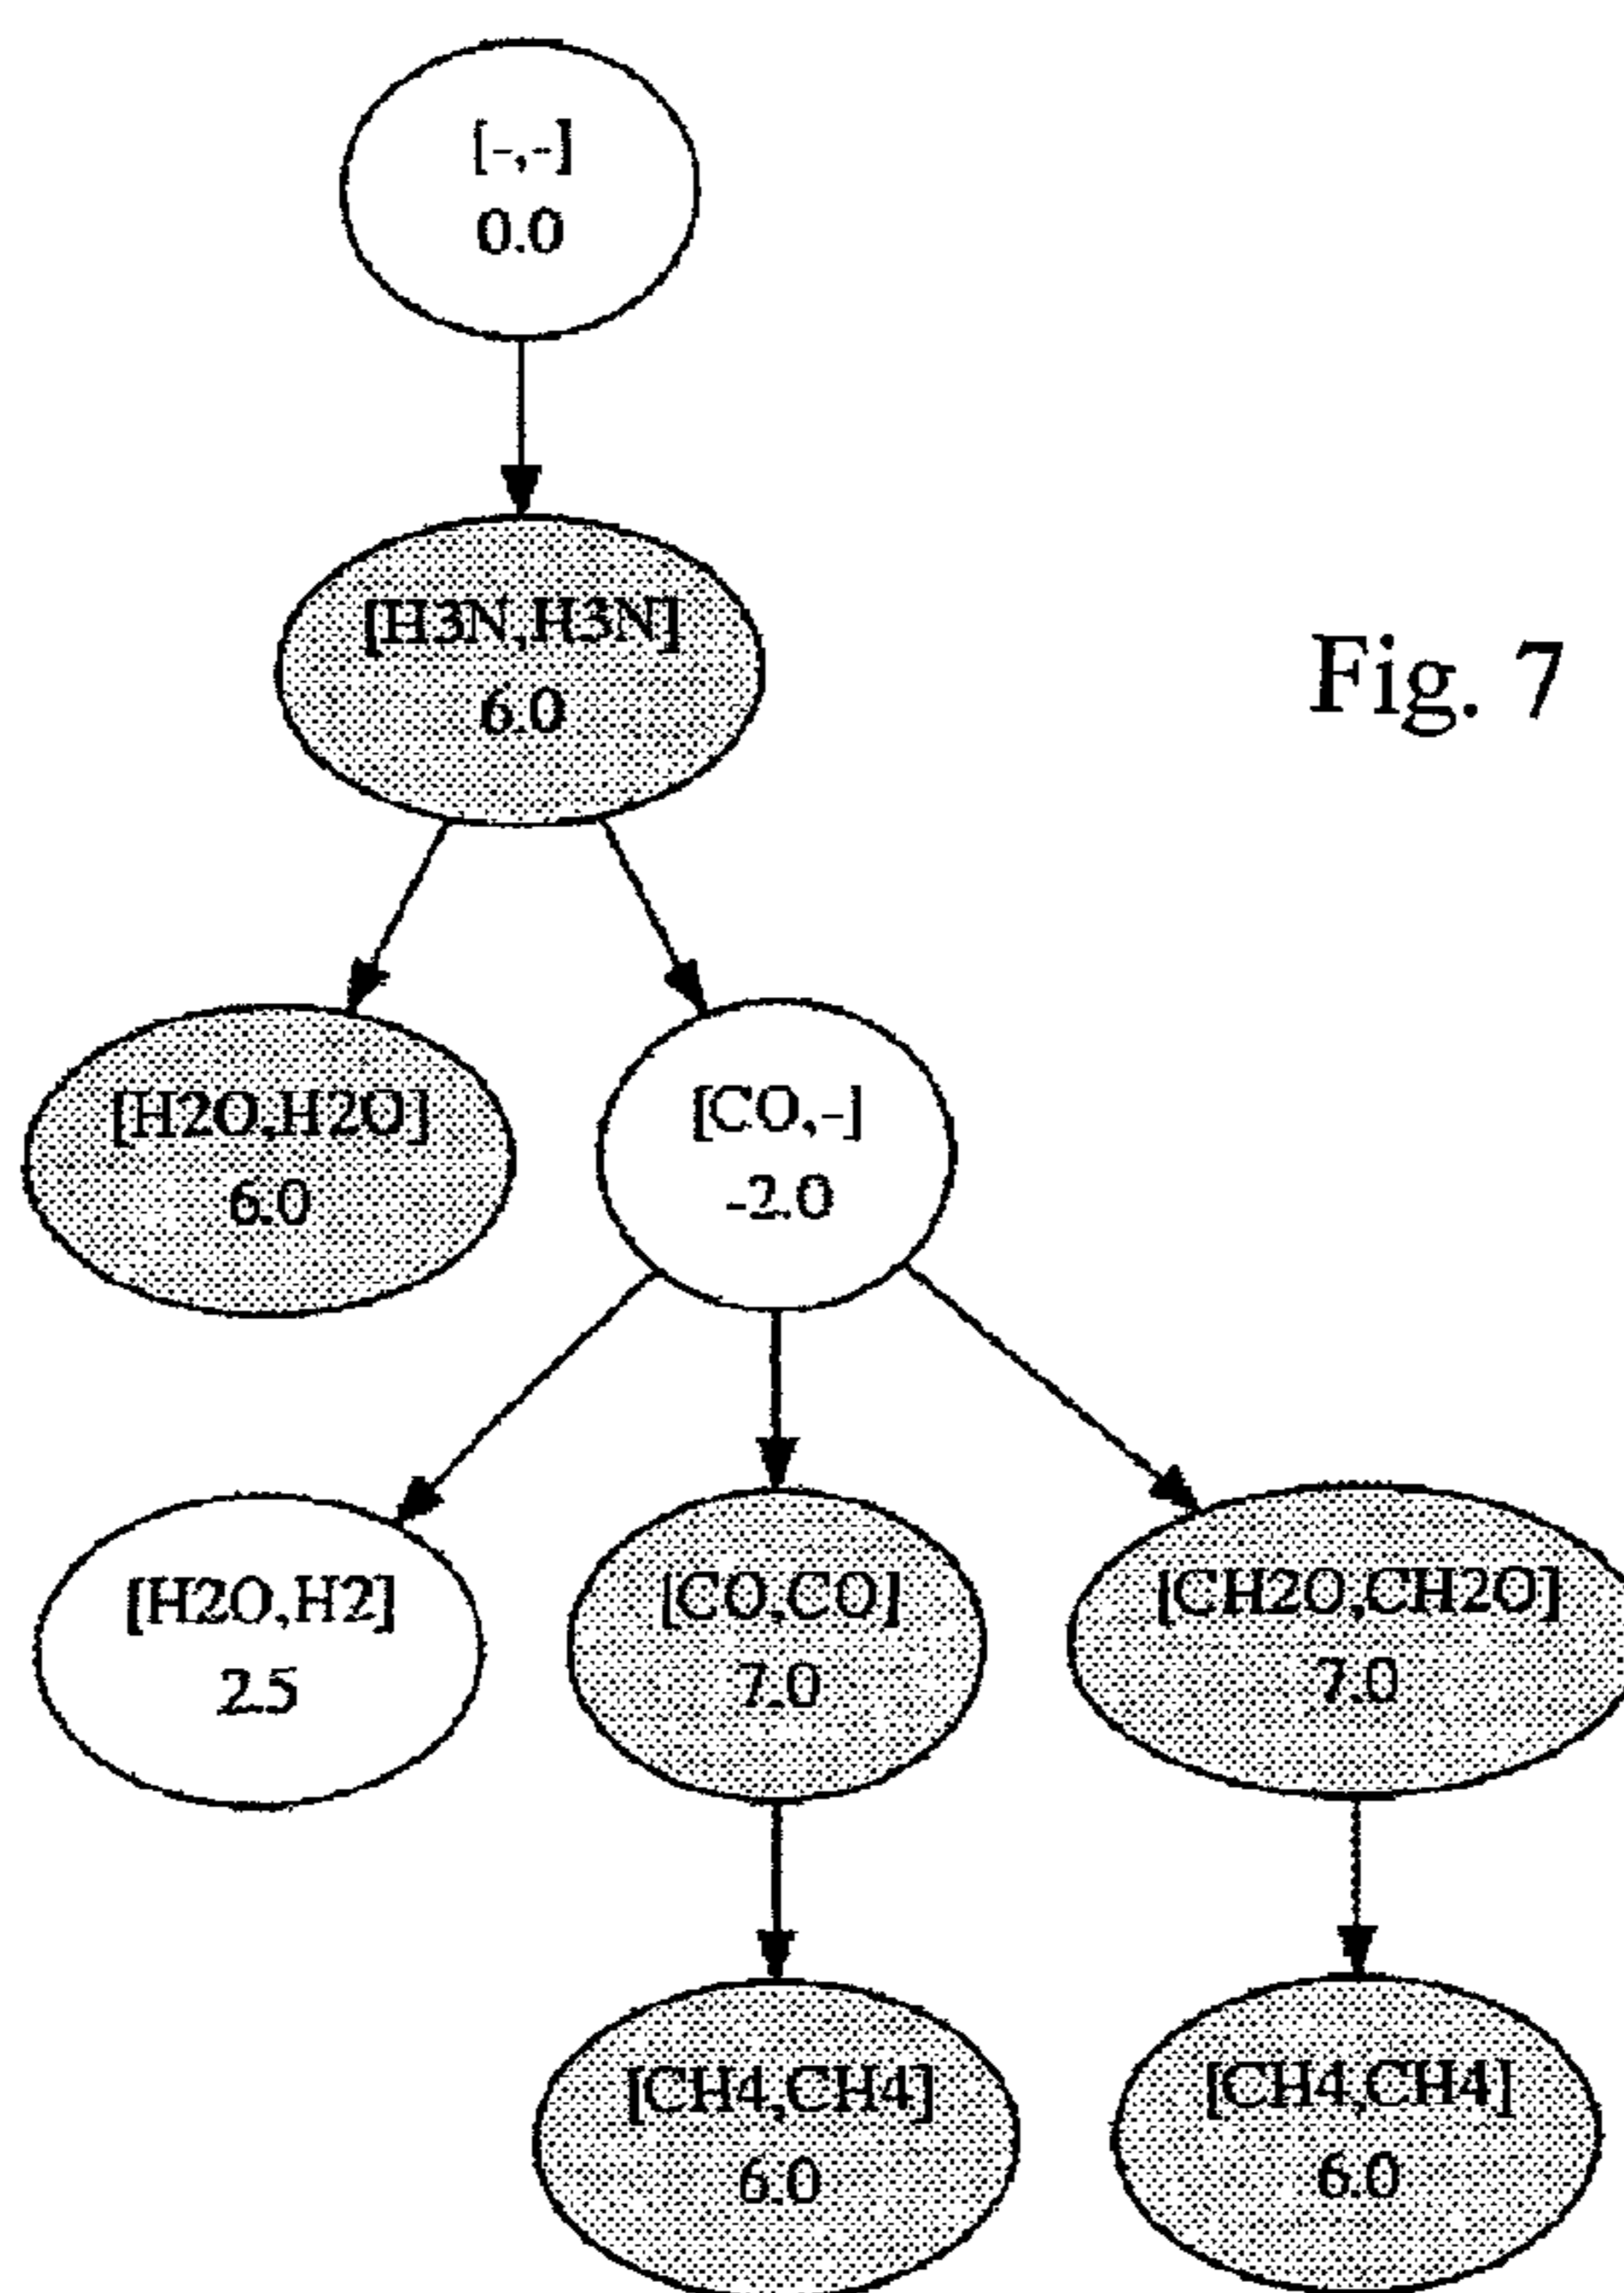 [-,-]
0.0
[H3N,H3N]
6.0
Fig. 7
[H2O,H2O]
6.0
[CO,-]
-2.0
[H2O,H2]
2.5
[CO,CO]
7.0
[CH2O,CH2O]
7.0
[CH4,CH4]
6.0
[CH4,CH4]
6.0